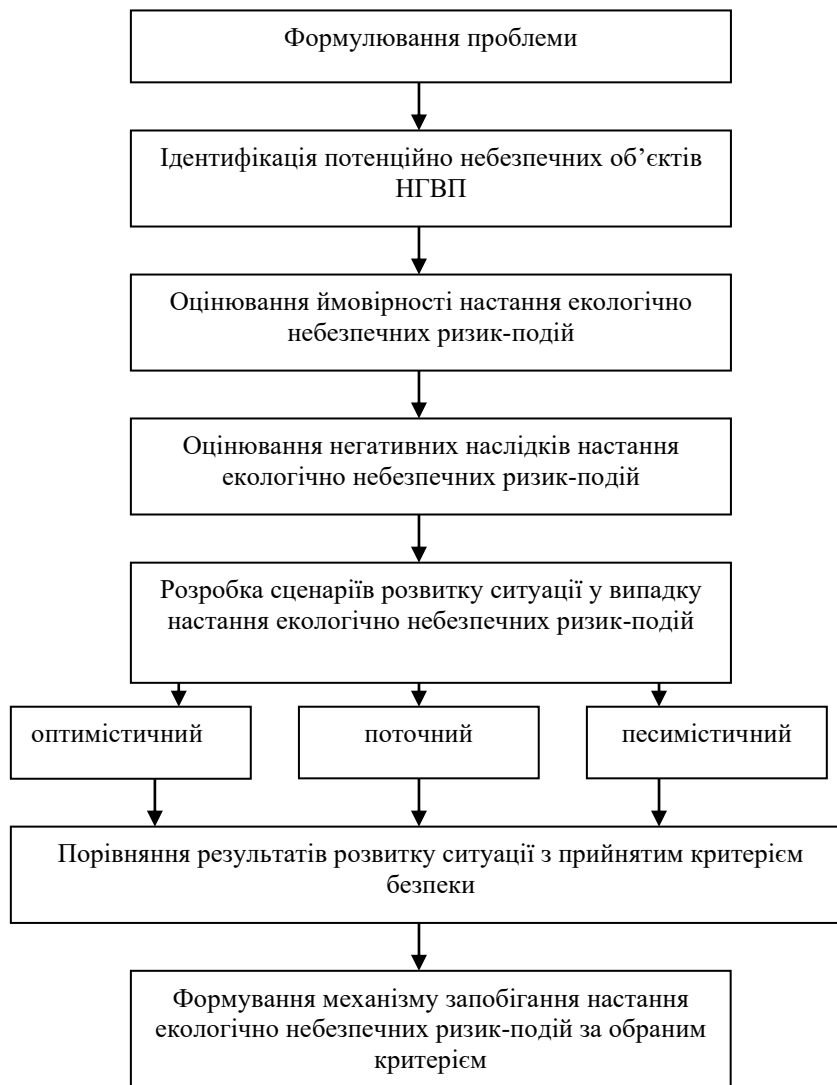 Формулювання проблеми
Ідентифікація потенційно небезпечних об’єктів
НГВП
Оцінювання ймовірності настання екологічно
небезпечних ризик-подій
Оцінювання негативних наслідків настання
екологічно небезпечних ризик-подій
Розробка сценаріїв розвитку ситуації у випадку
настання екологічно небезпечних ризик-подій
оптимістичний
поточний
песимістичний
Порівняння результатів розвитку ситуації з прийнятим критерієм
безпеки
Формування механізму запобігання настання
екологічно небезпечних ризик-подій за обраним
критерієм